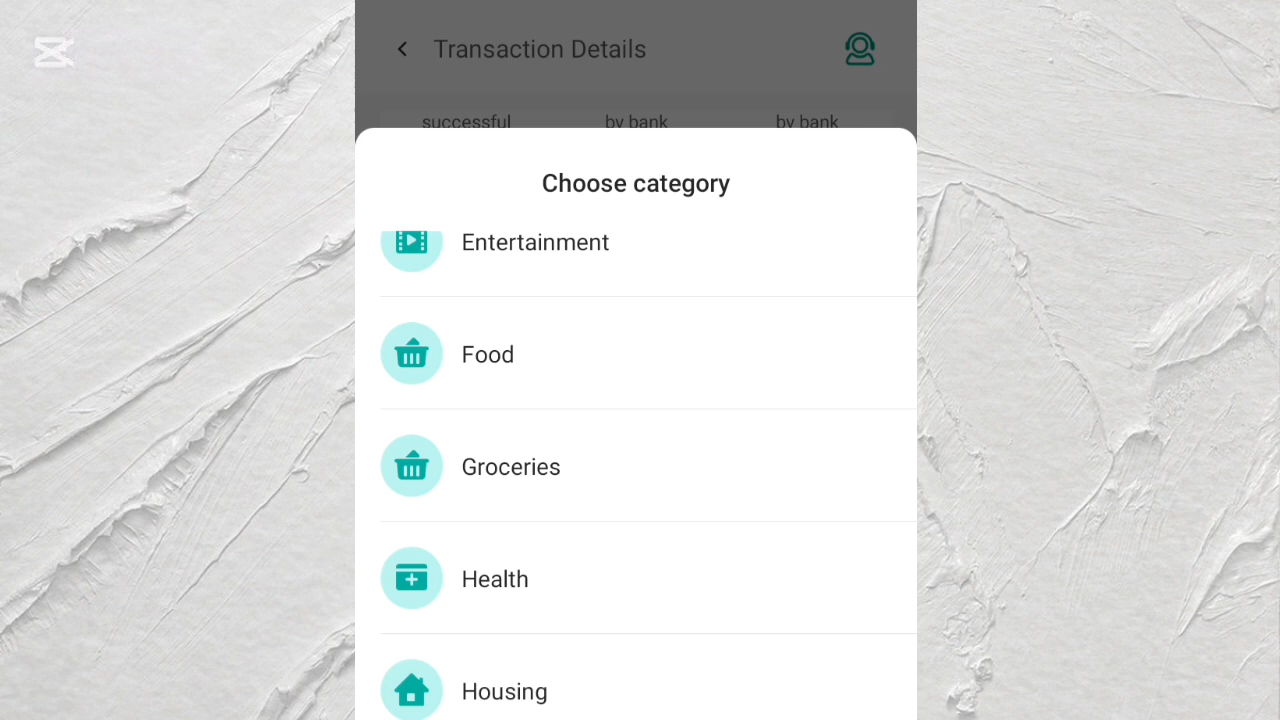 Transaction Details
successful by bank by bank
Choose category
Entertainment
Food
Groceries
Health
Housing